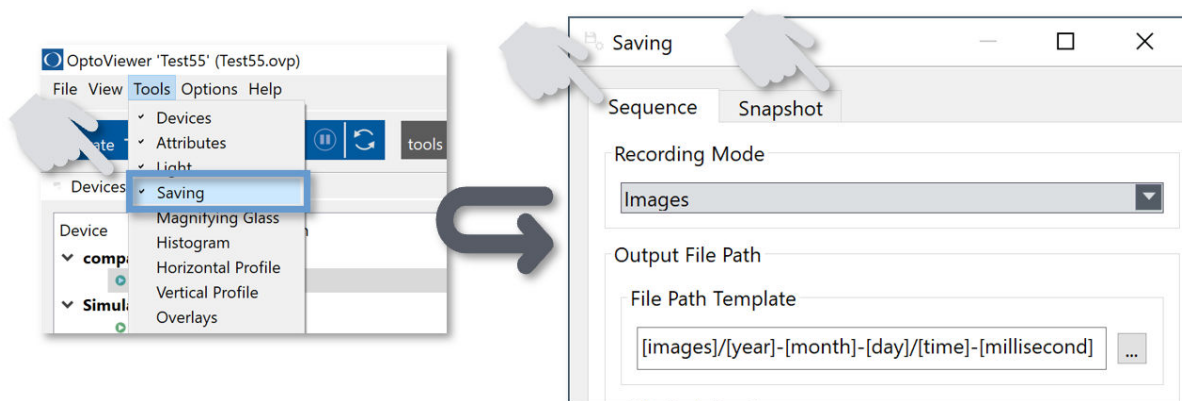 OptoViewer 'Test55' (Test55.ovp)
File View Tools Options Help
Devices
Attributes
Light
tools
Devices
Saving
Magnifying Glass
Device
Histogram
Horizontal Profile
Vertical Profile
Overlays
Saving
Sequence Snapshot
Recording Mode
Images
Output File Path
File Path Template
[images]/[year]-[month]-[day]/[time]-[millisecond] ...